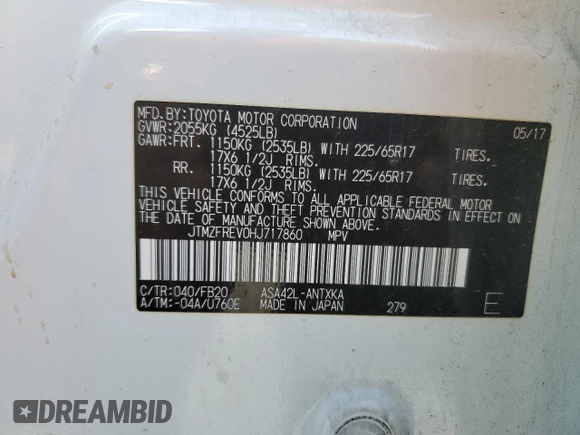 MFD.BY:TOYOTA MOTOR CORPORATION 05/17
GVWR:2055KG (4525LB)
GAWR:FRT. 1150KG (2535LB) WITH 225/65R17 TIRES.
17X6 1/2J RIMS.
RR. 1150KG (2535LB) WITH 225/65R17 TIRES.
17X6 1/2J RIMS.
THIS VEHICLE CONFORMS TO ALL APPLICABLE FEDERAL MOTOR
VEHICLE SAFETY AND THEFT PREVENTION STANDARDS IN EFFECT
ON THE DATE OF MANUFACTURE SHOWN ABOVE.
JTMZFREV0HJ717860 MPV
C/TR:040/FB20 ASA42L-ANTXKA
A/TM:-04A/U760E MADE IN JAPAN 279 E
DREAMBID